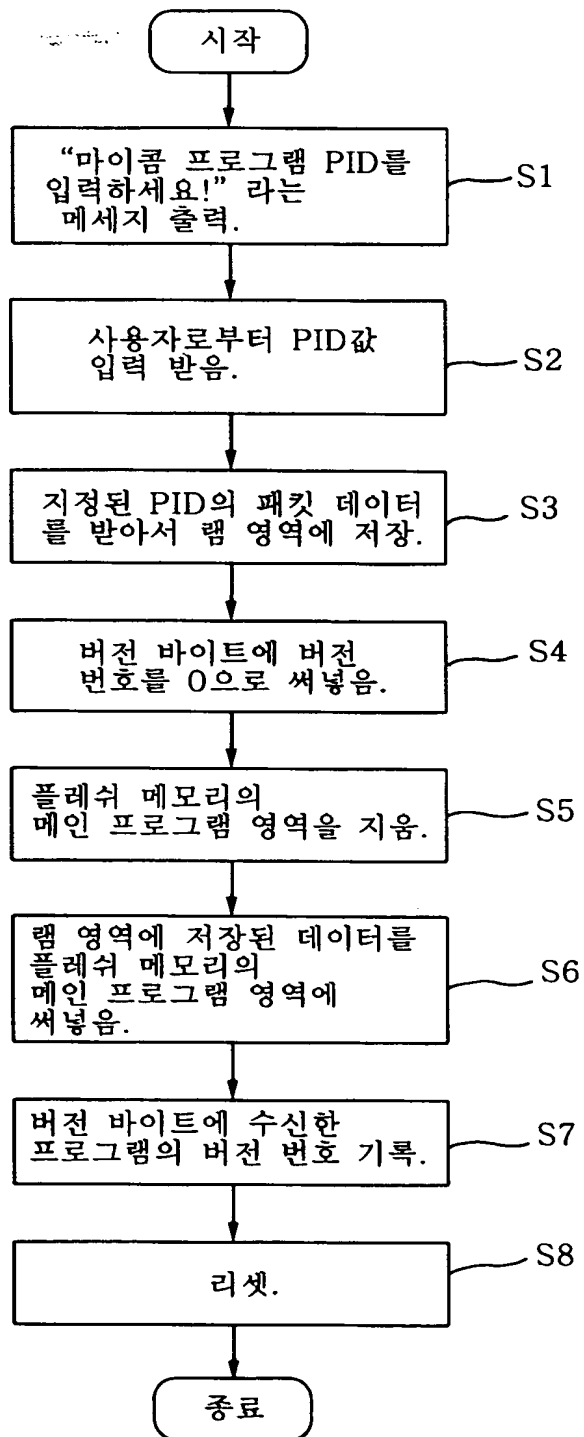 시작
“마이콤 프로그램 PID를
입력하세요!” 라는
메세지 출력.
S1
사용자로부터 PID값
입력 받음.
S2
지정된 PID의 패킷 데이터
를 받아서 램 영역에 저장.
S3
버전 바이트에 버전
번호를 0으로 써넣음.
S4
플레쉬 메모리의
메인 프로그램 영역을 지움.
S5
램 영역에 저장된 데이터를
플레쉬 메모리의
메인 프로그램 영역에
써넣음.
S6
버전 바이트에 수신한
프로그램의 버전 번호 기록.
S7
리셋.
S8
종료